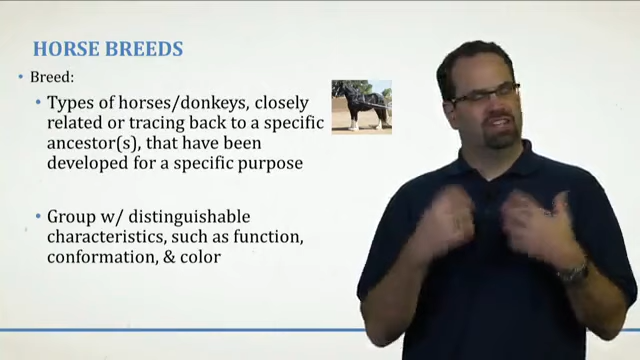 HORSE BREEDS
• Breed:
• Types of horses/donkeys, closely
related or tracing back to a specific
ancestor(s), that have been
developed for a specific purpose
• Group w/ distinguishable
characteristics, such as function,
conformation, & color